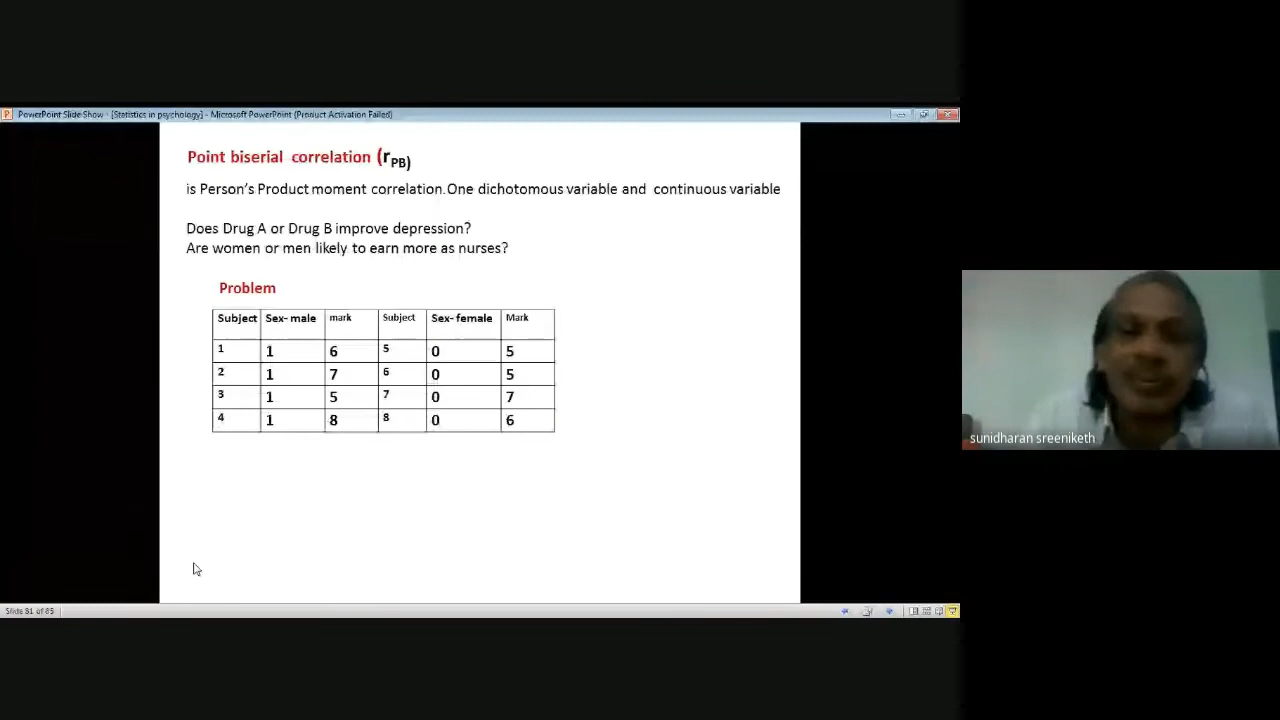 PowerPoint Slide Show - [Statistics in psychology] - Microsoft PowerPoint (Product Activation Failed)
Point biserial correlation (rPB)
is Person's Product moment correlation. One dichotomous variable and continuous variable
Does Drug A or Drug B improve depression?
Are women or men likely to earn more as nurses?
Problem
Subject Sex- male mark Subject Sex- female Mark
1 1 6 5 0 5
2 1 7 6 0 5
3 1 5 7 0 7
4 1 8 8 0 6
sunidharan sreeniketh
Slide 81 of 85